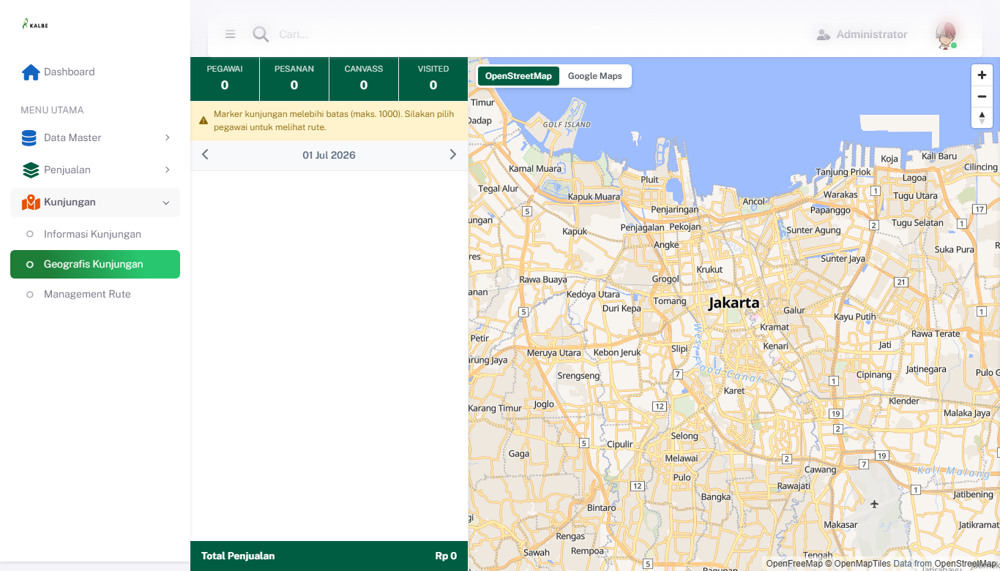 KALBE
Cari...
Administrator
Dashboard
MENU UTAMA
Data Master
Penjualan
Kunjungan
Informasi Kunjungan
Geografis Kunjungan
Management Rute
PEGAWAI
0
PESANAN
0
CANVASS
0
VISITED
0
Marker kunjungan melebihi batas (maks. 1000). Silakan pilih
pegawai untuk melihat rute.
01 Jul 2026
Total Penjualan
Rp 0
OpenStreetMap
Google Maps
Timur
Dadap
GOLF ISLAND
Kamal Muara
Tegal Alur
Kapuk Muara
Pluit
Penjaringan
Ancol
Tanjung Priok
Koja
Kali Baru
Cilincing
Lagoa
Warakas
Tugu Utara
Papanggo
5
1
17
ungan
Kapuk
Penjagalan
Pekojan
Angke
Sunter Agung
2
Tugu Selatan
1
Suka Pura
res
Sunter Jaya
Rawa Buaya
Grogol
Krukut
21
anan
Kedoya Utara
Tomang
Jakarta
Duri Kepa
5
Galur
Kayu Putih
1
Kramat
Rawa Terate
Petir
Kenari
Jati
arung Jaya
Meruya Utara
Kebon Jeruk
Slipi
West Flood Canal
Srengseng
7
1
Cipinang
Jatinegara
Pulo G
Karet
Karang Timur
Joglo
12
Klender
19
Malaka Jaya
2
Selong
5
Cipulir
Gaga
Melawai
2
7
19
Cawang
Kali Malang
Pulo
12
Rawajati
1
Jatibening
Bangka
Bintaro
gi
Makasar
Jatikramat
Rengas
Sawah
Rempoa
5
Tengah
Pagunan
Jatirahayu
OpenFreeMap © OpenMapTiles Data from OpenStreetMap